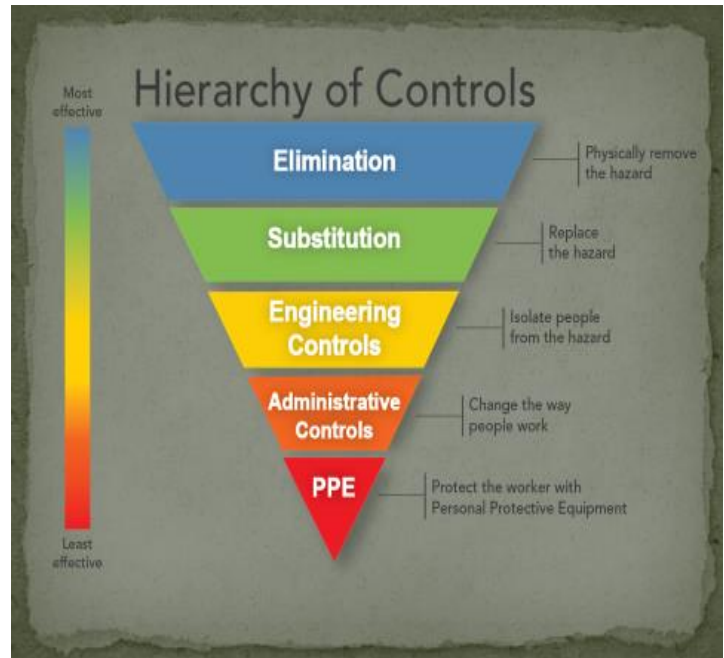 Hierarchy of Controls
Most
effective
Elimination
Physically remove
the hazard
Substitution
Replace
the hazard
Engineering
Controls
Isolate people
from the hazard
Administrative
Controls
Change the way
people work
PPE
Protect the worker with
Personal Protective Equipment
Least
effective